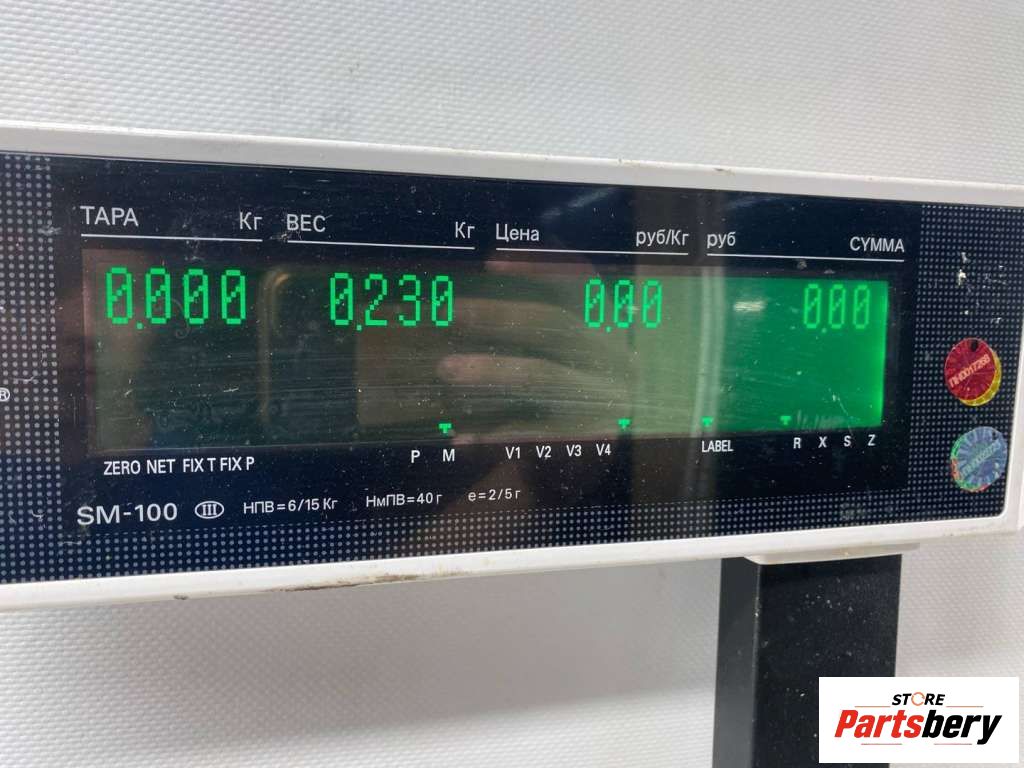 ТАРА Кг ВЕС Кг Цена руб/Кг руб СУММА
0.000 0.230 0.00 0.00
ZERO NET FIX T FIX P P M V1 V2 V3 V4 LABEL R X S Z
SM-100 III НПВ=6/15 Кг НмПВ=40 г e=2/5 г
®
STORE
Partsbery